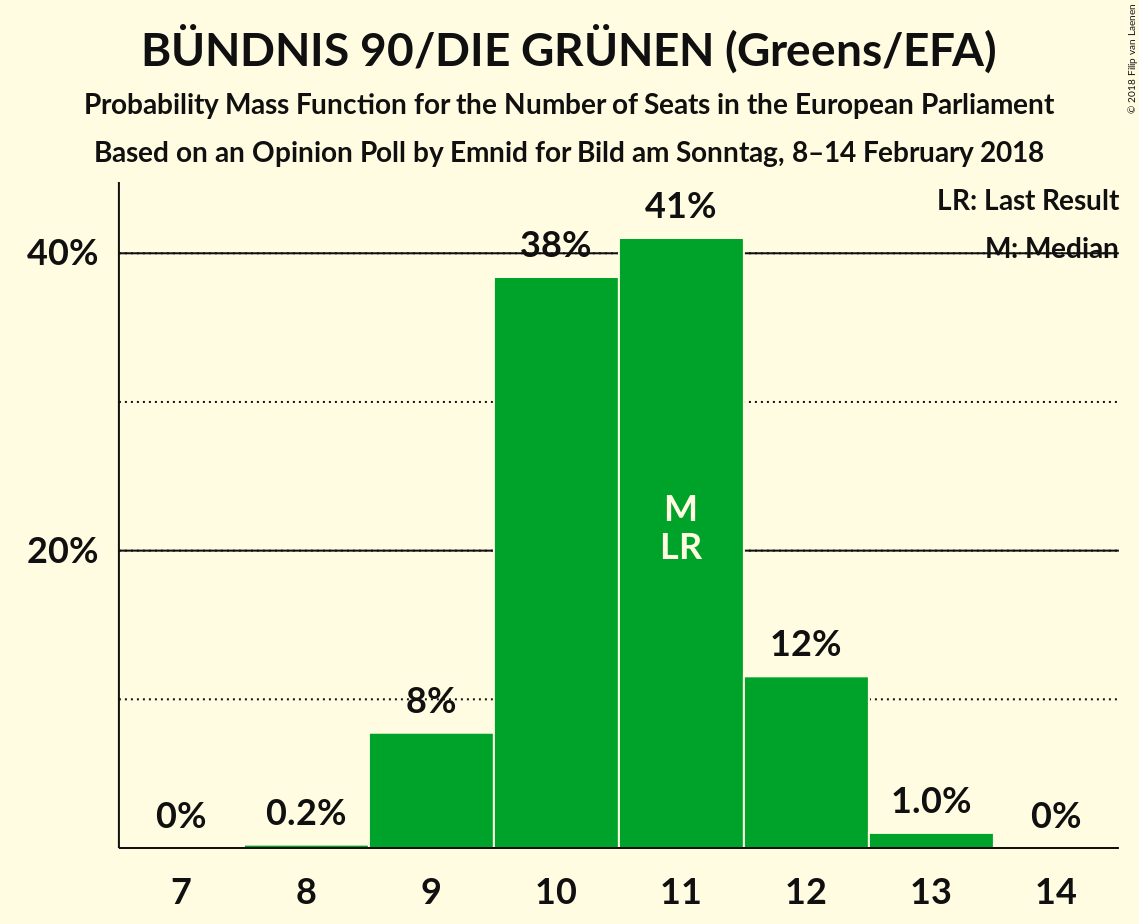 BÜNDNIS 90/DIE GRÜNEN (Greens/EFA)
Probability Mass Function for the Number of Seats in the European Parliament
Based on an Opinion Poll by Emnid for Bild am Sonntag, 8–14 February 2018
© 2018 Filip van Laenen
LR: Last Result
M: Median
40%
20%
0%
0.2%
8%
38%
41%
12%
1.0%
0%
M
LR
7 8 9 10 11 12 13 14